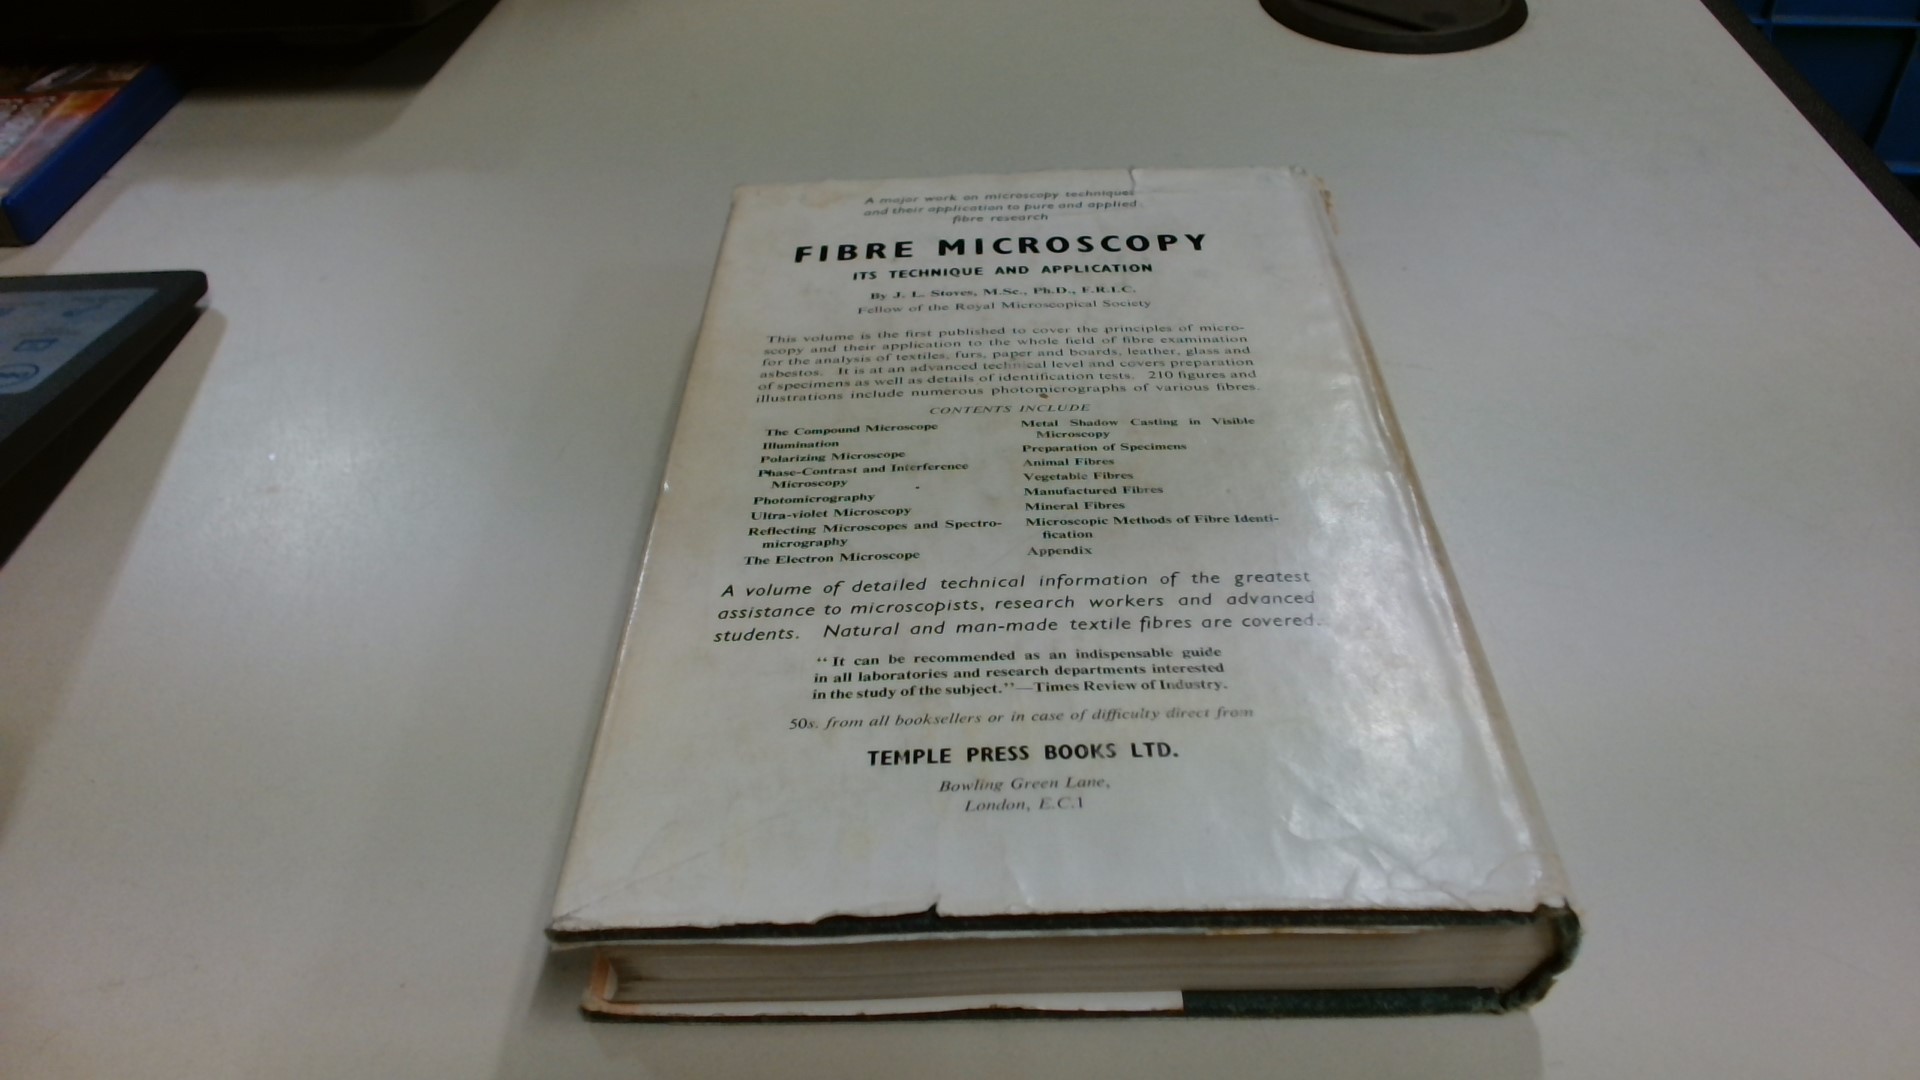 A major work on microscopy techniques
and their application to pure and applied
fibre research
FIBRE MICROSCOPY
ITS TECHNIQUE AND APPLICATION
By J. L. Stoves, M.Sc., Ph.D., F.R.I.C.
Fellow of the Royal Microscopical Society
This volume is the first published to cover the principles of micro-
scopy and their application to the whole field of fibre examination
for the analysis of textiles, furs, paper and boards, leather, glass and
asbestos. It is at an advanced technical level and covers preparation
of specimens as well as details of identification tests. 210 figures and
illustrations include numerous photomicrographs of various fibres.
CONTENTS INCLUDE
The Compound Microscope
Illumination
Polarizing Microscope
Phase-Contrast and Interference
Microscopy
Photomicrography
Ultra-violet Microscopy
Reflecting Microscopes and Spectro-
micrography
The Electron Microscope
Metal Shadow Casting in Visible
Microscopy
Preparation of Specimens
Animal Fibres
Vegetable Fibres
Manufactured Fibres
Mineral Fibres
Microscopic Methods of Fibre Identi-
fication
Appendix
A volume of detailed technical information of the greatest
assistance to microscopists, research workers and advanced
students. Natural and man-made textile fibres are covered.
"It can be recommended as an indispensable guide
in all laboratories and research departments interested
in the study of the subject."—Times Review of Industry.
50s. from all booksellers or in case of difficulty direct from
TEMPLE PRESS BOOKS LTD.
Bowling Green Lane,
London, E.C.1